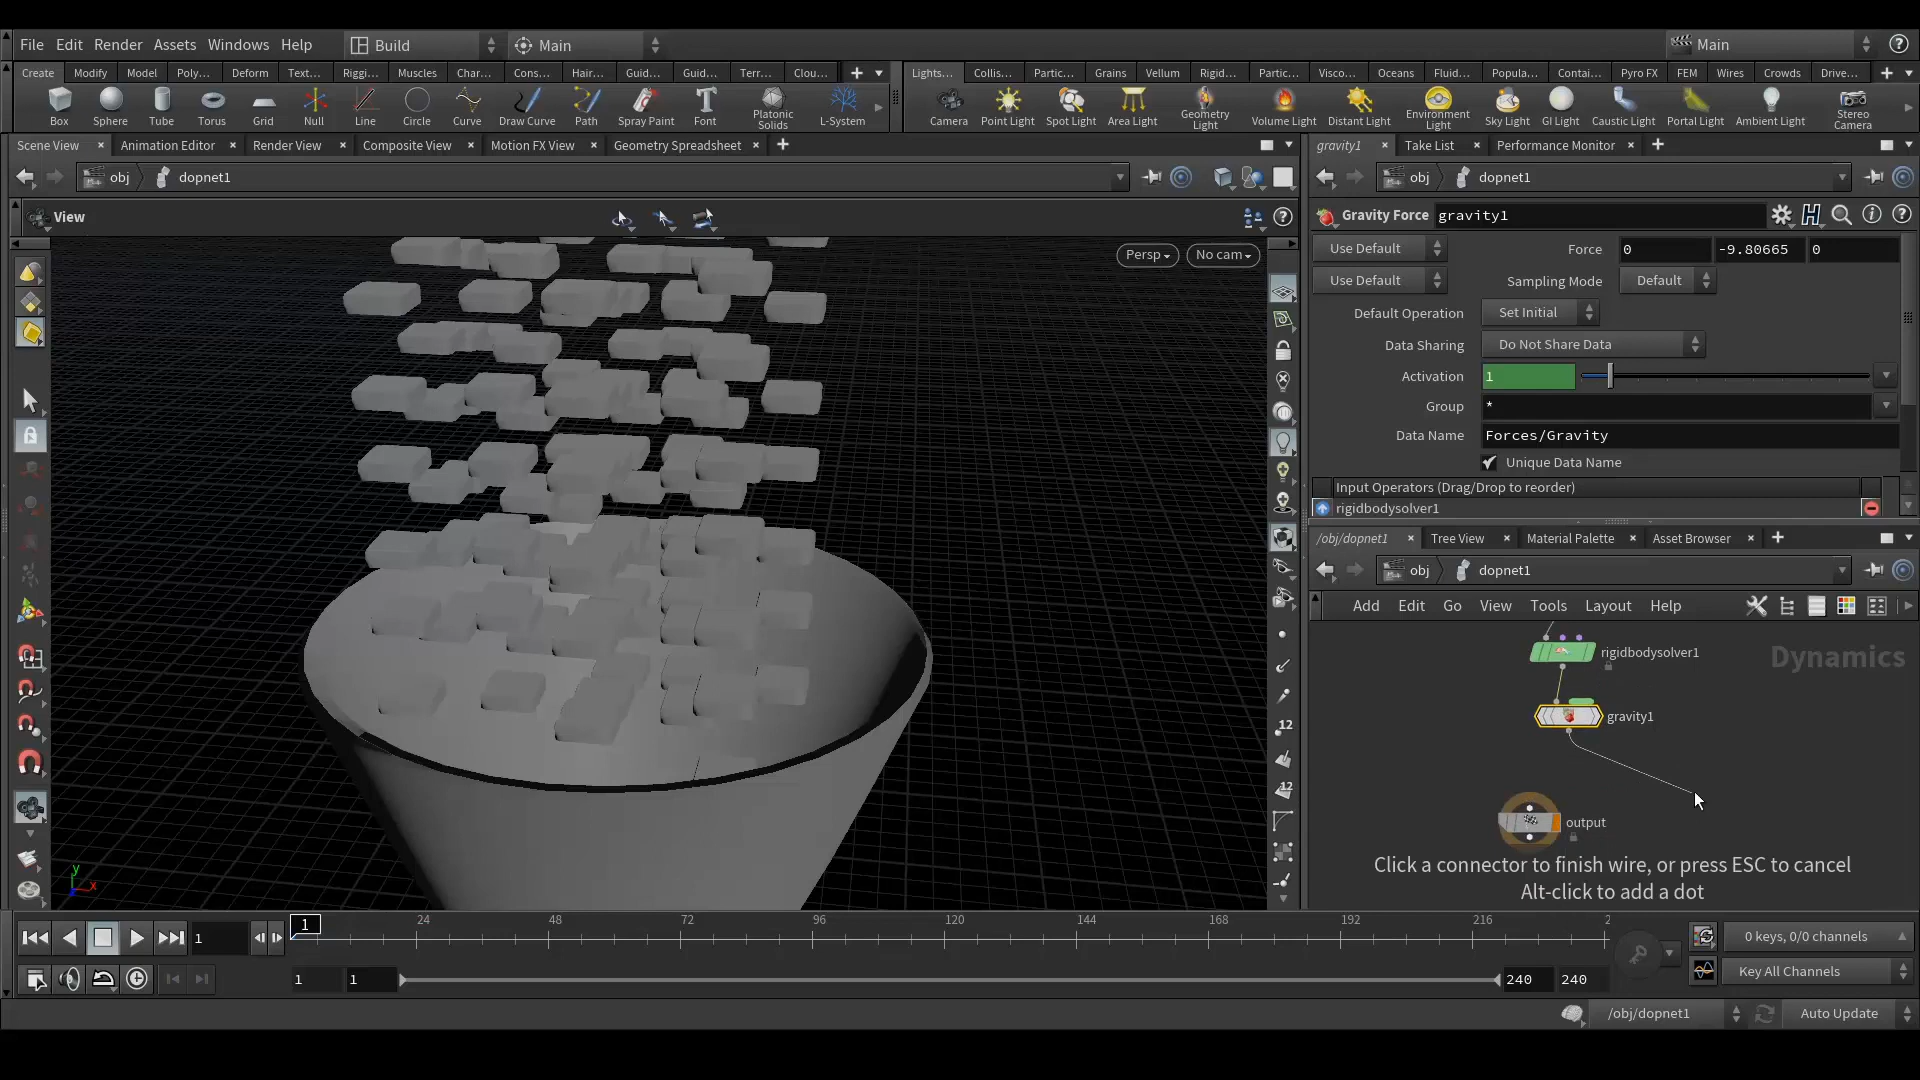 File Edit Render Assets Windows Help Build Main Main
Create Modify Model Poly... Deform Text... Riggi... Muscles Char... Cons... Hair... Guid... Guid... Terr... Clou... Lights... Collis... Partic... Grains Vellum Rigid... Partic... Visco... Oceans Fluid... Popula... Contai... Pyro FX FEM Wires Crowds Drive...
Box Sphere Tube Torus Grid Null Line Circle Curve Draw Curve Path Spray Paint Font Platonic Solids L-System Camera Point Light Spot Light Area Light Geometry Light Volume Light Distant Light Environment Light Sky Light GI Light Caustic Light Portal Light Ambient Light Stereo Camera
Scene View Animation Editor Render View Composite View Motion FX View Geometry Spreadsheet
obj dopnet1
View
Persp No cam
12
12
y
x
gravity1 Take List Performance Monitor
obj dopnet1
Gravity Force gravity1
Use Default Force 0 -9.80665 0
Use Default Sampling Mode Default
Default Operation Set Initial
Data Sharing Do Not Share Data
Activation 1
Group *
Data Name Forces/Gravity
Unique Data Name
Input Operators (Drag/Drop to reorder)
rigidbodysolver1
/obj/dopnet1 Tree View Material Palette Asset Browser
obj dopnet1
Add Edit Go View Tools Layout Help
rigidbodysolver1
Dynamics
gravity1
output
Click a connector to finish wire, or press ESC to cancel
Alt-click to add a dot
1 24 48 72 96 120 144 168 192 216 2
1
0 keys, 0/0 channels
1 1 240 240
Key All Channels
/obj/dopnet1 Auto Update